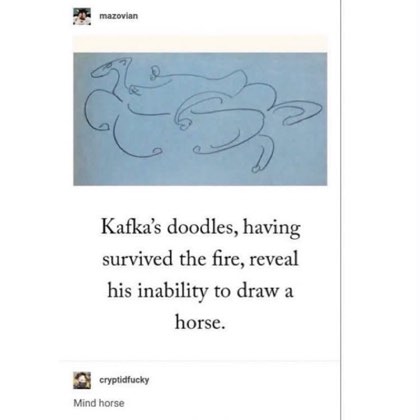 mazovian
Kafka's doodles, having
survived the fire, reveal
his inability to draw a
horse.
cryptidfucky
Mind horse